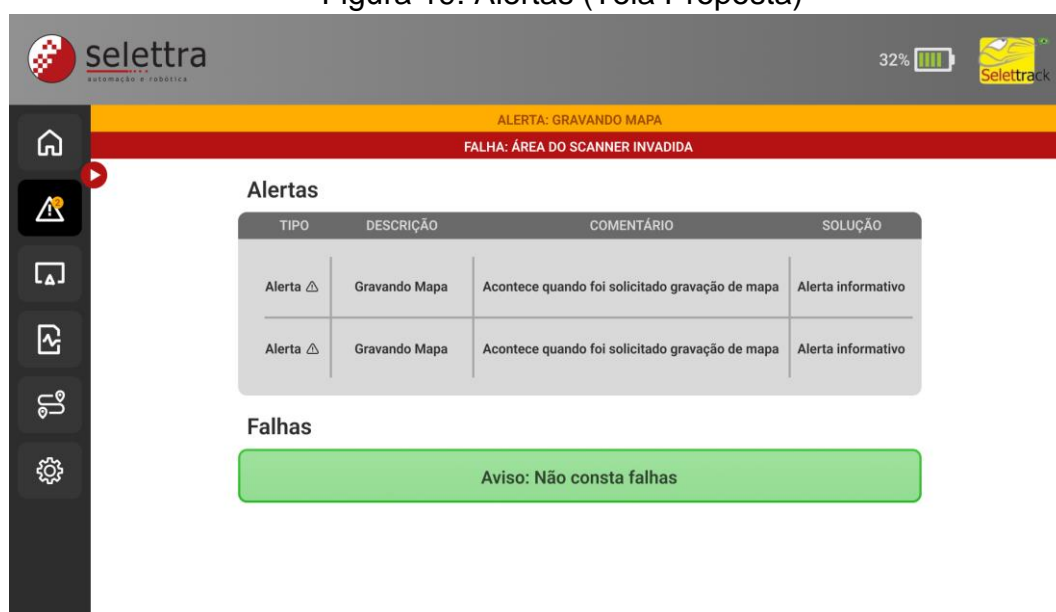 Figura 19: Alertas (Tela Proposta)
selettra
automação e robótica
32%
Selettrack
ALERTA: GRAVANDO MAPA
FALHA: ÁREA DO SCANNER INVADIDA
2
Alertas
TIPO DESCRIÇÃO COMENTÁRIO SOLUÇÃO
Alerta Gravando Mapa Acontece quando foi solicitado gravação de mapa Alerta informativo
Alerta Gravando Mapa Acontece quando foi solicitado gravação de mapa Alerta informativo
Falhas
Aviso: Não consta falhas